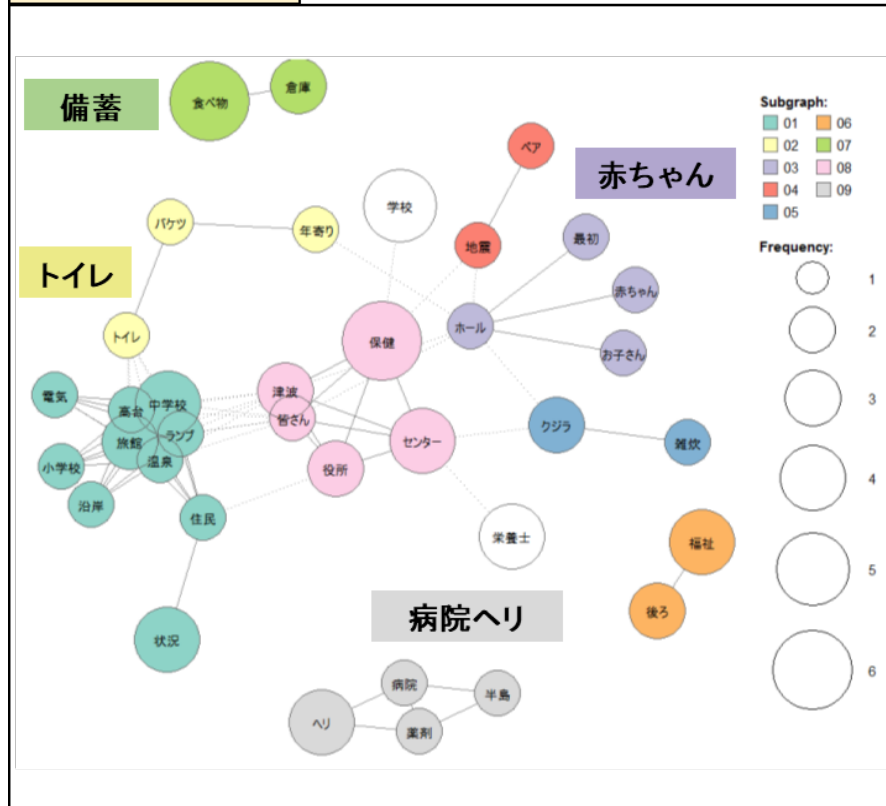 備蓄
食べ物
倉庫
ペア
赤ちゃん
学校
バケツ
年寄り
地震
最初
トイレ
赤ちゃん
トイレ
保健
ホール
お子さん
電気
高台
中学校
津波
皆さん
ランプ
旅館
センター
クジラ
雑炊
小学校
温泉
役所
沿岸
住民
栄養士
福祉
後ろ
状況
病院ヘリ
病院
半島
ヘリ
薬剤
Subgraph:
01 06
02 07
03 08
04 09
05
Frequency:
1
2
3
4
5
6